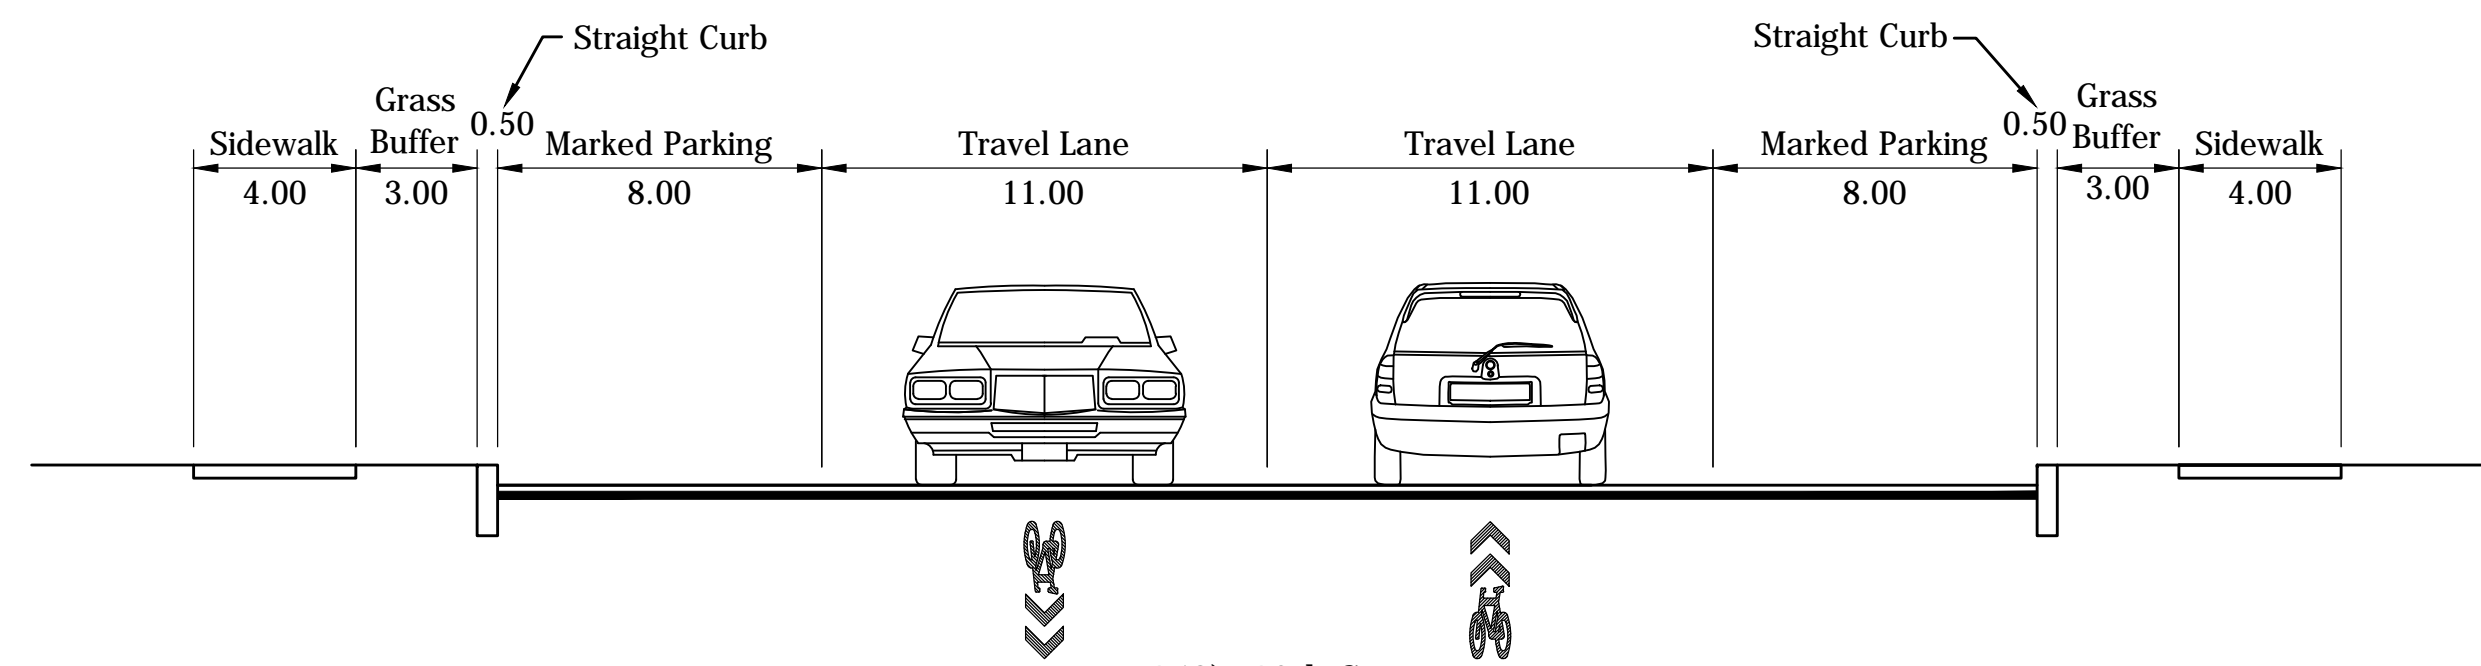 Straight Curb
Straight Curb
Grass
Buffer
0.50
0.50
Grass
Buffer
Sidewalk
Marked Parking
Travel Lane
Travel Lane
Marked Parking
Sidewalk
4.00
3.00
8.00
11.00
11.00
8.00
3.00
4.00